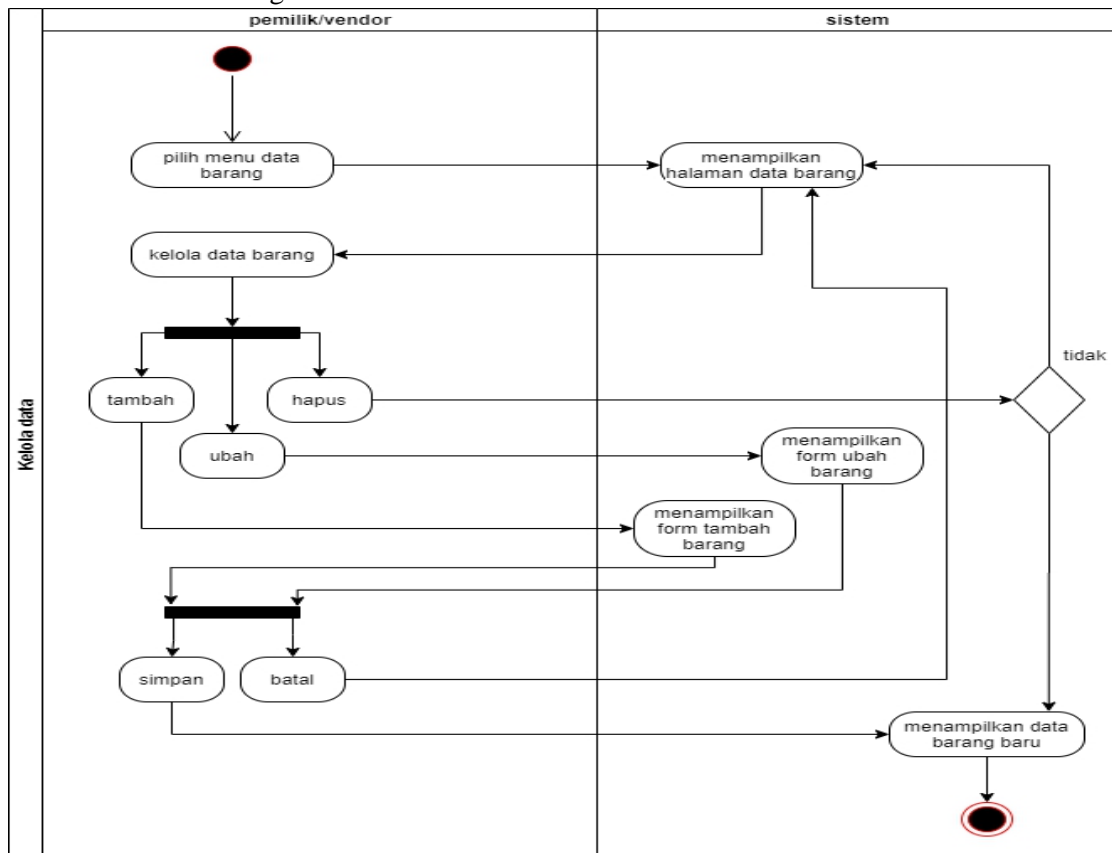 pemilik/vendor
sistem
Kelola data
pilih menu data
barang
menampilkan
halaman data barang
kelola data barang
tidak
tambah
hapus
ubah
menampilkan
form ubah
barang
menampilkan
form tambah
barang
simpan
batal
menampilkan data
barang baru